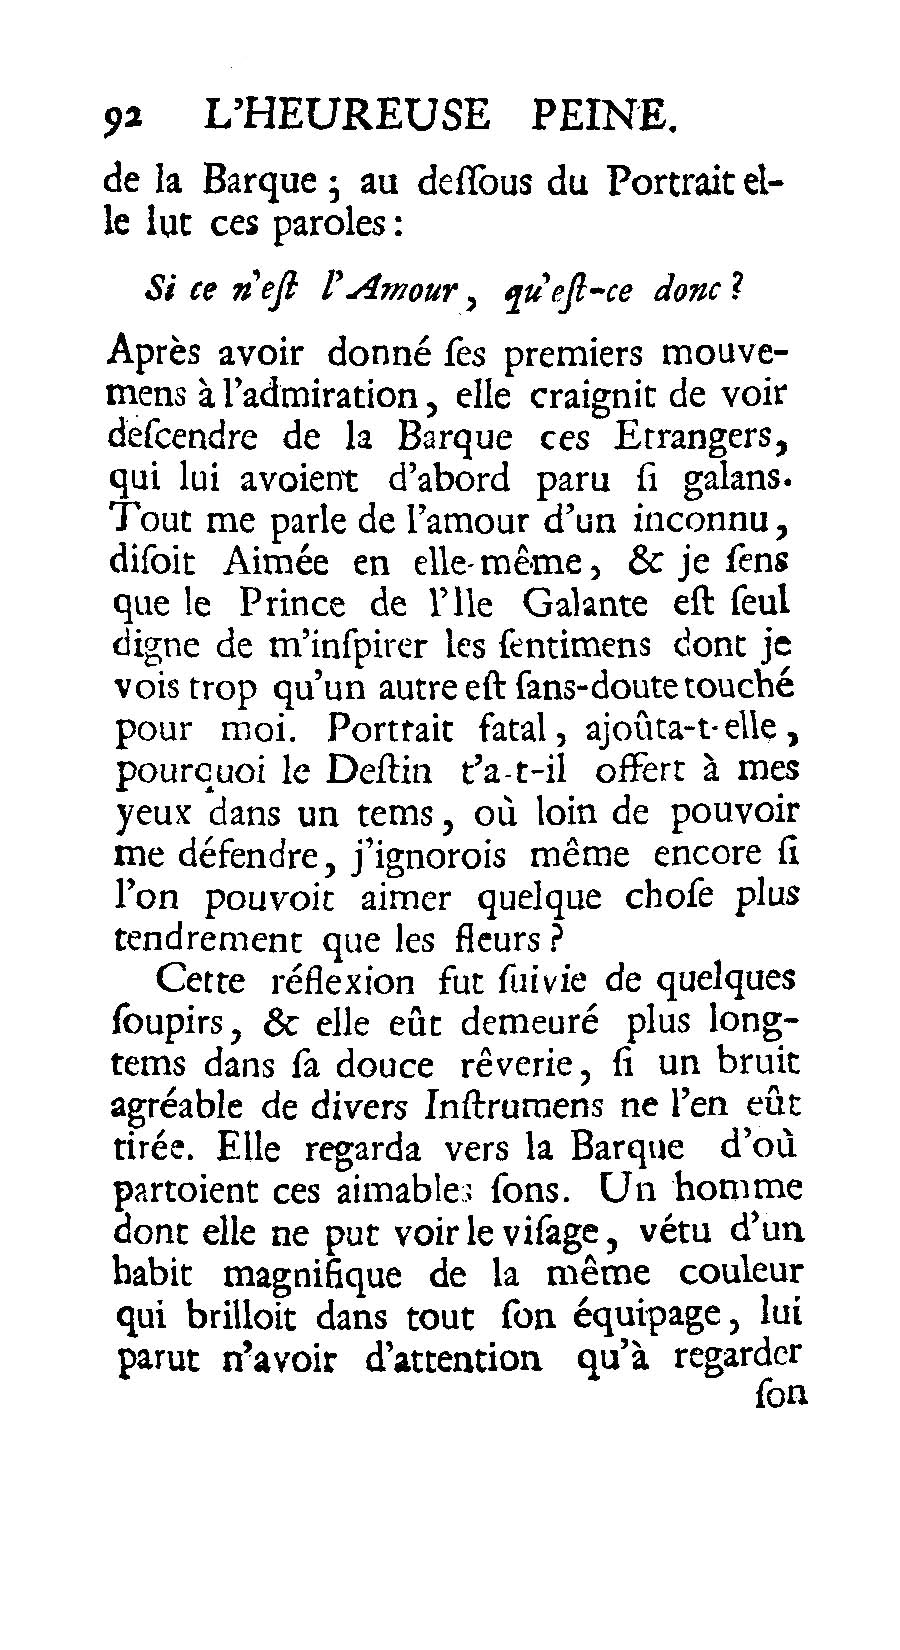 92 L'HEUREUSE PEINE.
de la Barque ; au deſſous du Portrait el-
le lut ces paroles :
Si ce n'eſt l'Amour, qu'eſt-ce donc ?
Après avoir donné ſes premiers mouve-
mens à l'admiration, elle craignit de voir
deſcendre de la Barque ces Etrangers,
qui lui avoient d'abord paru ſi galans.
Tout me parle de l'amour d'un inconnu,
diſoit Aimée en elle-même, & je ſens
que le Prince de l'Ile Galante eſt ſeul
digne de m'inſpirer les ſentimens dont je
vois trop qu'un autre eſt ſans-doute touché
pour moi. Portrait fatal, ajoûta-t-elle,
pourquoi le Deſtin t'a-t-il offert à mes
yeux dans un tems, où loin de pouvoir
me défendre, j'ignorois même encore ſi
l'on pouvoit aimer quelque choſe plus
tendrement que les fleurs ?
Cette réflexion fut ſuivie de quelques
ſoupirs, & elle eût demeuré plus long-
tems dans ſa douce rêverie, ſi un bruit
agréable de divers Inſtrumens ne l'en eût
tirée. Elle regarda vers la Barque d'où
partoient ces aimables ſons. Un homme
dont elle ne put voir le viſage, vétu d'un
habit magnifique de la même couleur
qui brilloit dans tout ſon équipage, lui
parut n'avoir d'attention qu'à regarder
ſon